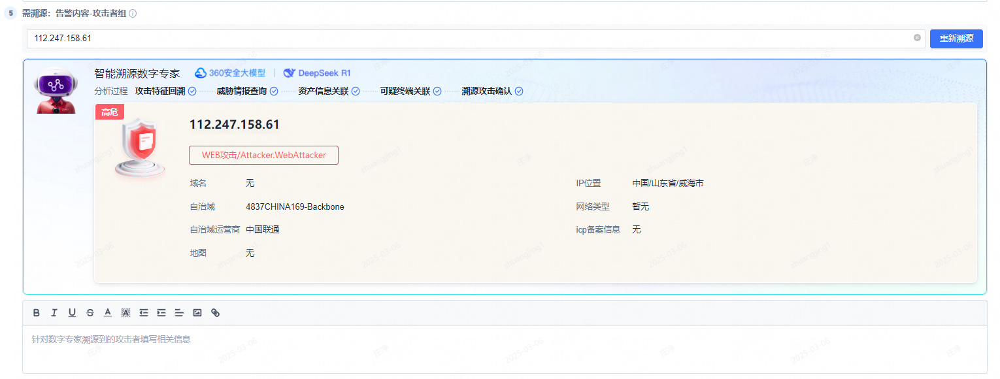 5 需溯源：告警内容-攻击者组
112.247.158.61 重新溯源
智能溯源数字专家 360安全大模型 | DeepSeek R1
分析过程 攻击特征回溯 威胁情报查询 资产信息关联 可疑终端关联 溯源攻击确认
高危
112.247.158.61
WEB攻击/Attacker.WebAttacker
域名 无 IP位置 中国/山东省/威海市
自治域 4837CHINA169-Backbone 网络类型 暂无
自治域运营商 中国联通 icp备案信息 无
地图 无
B I U S A A
针对数字专家溯源到的攻击者填写相关信息
庄净
zhuangjing1
2025-03-06